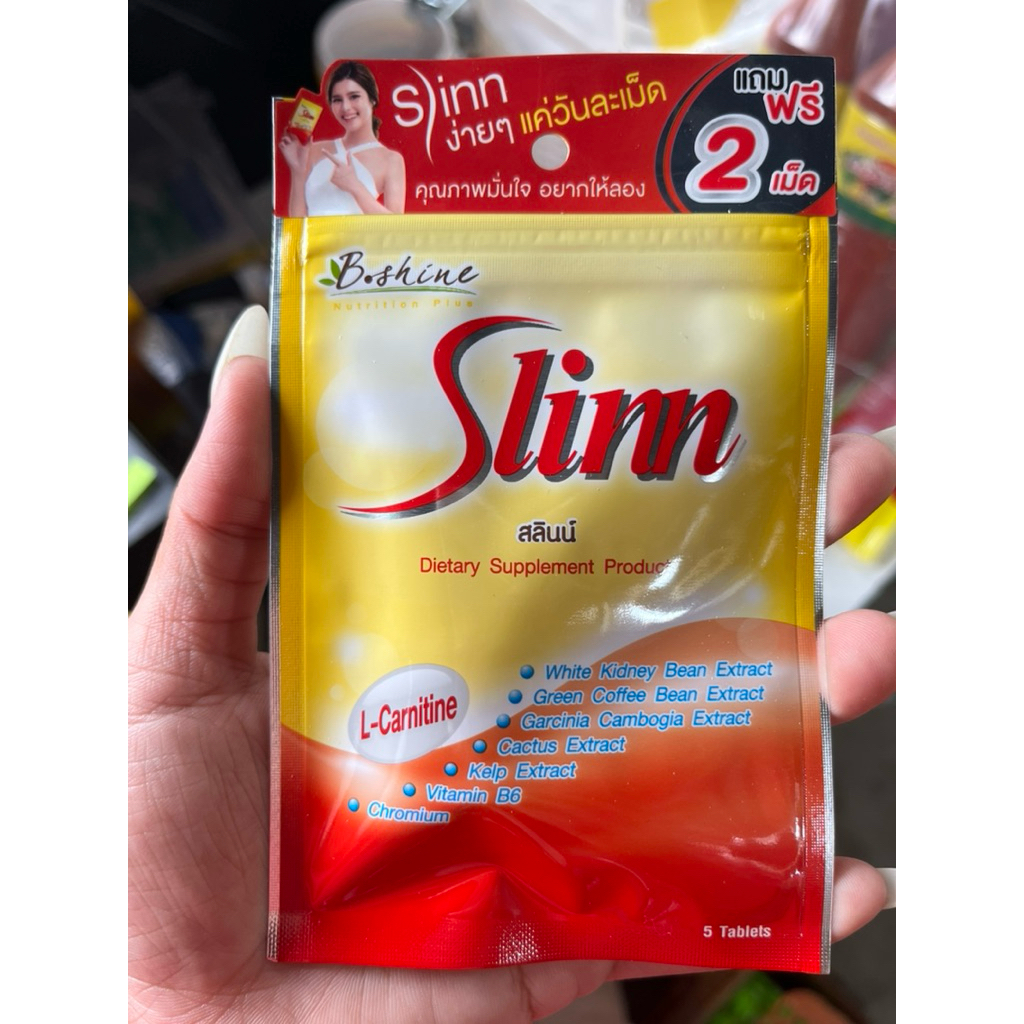 Slinn
ง่ายๆ แค่วันละเม็ด
คุณภาพมั่นใจ อยากให้ลอง
แถม
ฟรี
2 เม็ด
B.shine
Nutrition Plus
Slinn
สลินน์
Dietary Supplement Product
L-Carnitine
White Kidney Bean Extract
Green Coffee Bean Extract
Garcinia Cambogia Extract
Cactus Extract
Kelp Extract
Vitamin B6
Chromium
5 Tablets